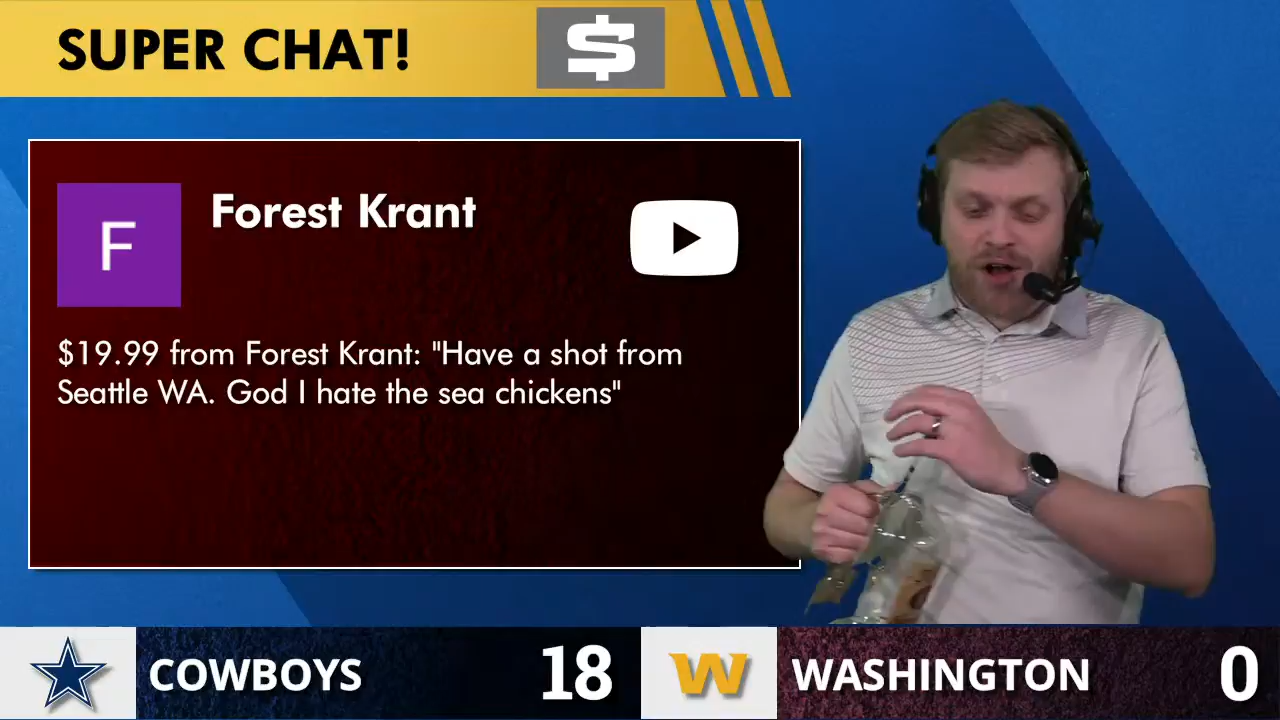 SUPER CHAT!
$
F
Forest Krant
$19.99 from Forest Krant: "Have a shot from
Seattle WA. God I hate the sea chickens"
COWBOYS
18
W
WASHINGTON
0